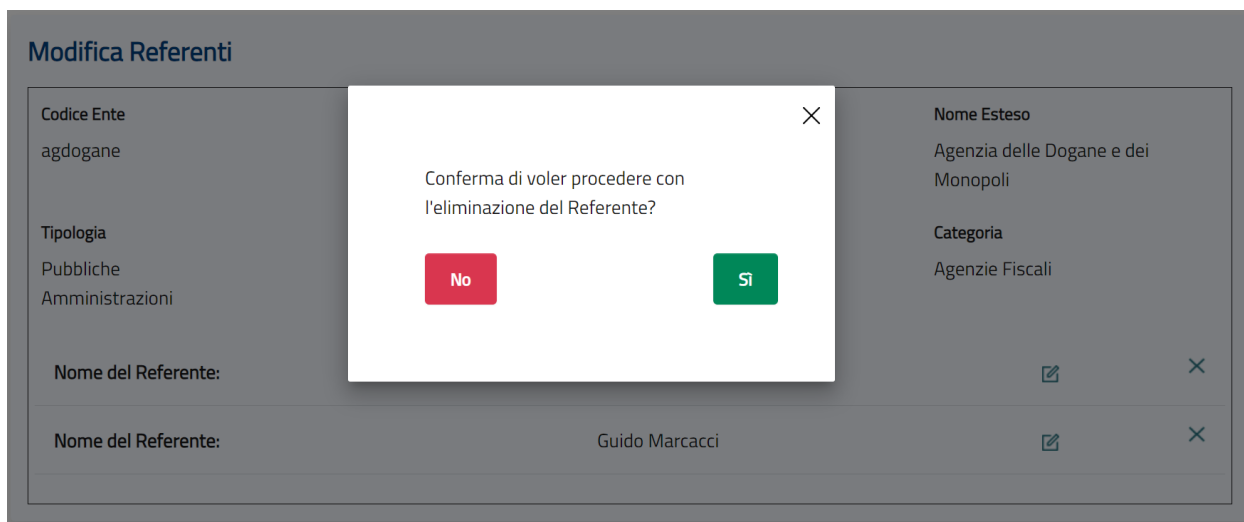 Modifica Referenti
Codice Ente
Nome Esteso
agdogane
Agenzia delle Dogane e dei
Monopoli
Conferma di voler procedere con
l'eliminazione del Referente?
Tipologia
Categoria
Pubbliche
Amministrazioni
Agenzie Fiscali
No
Sì
Nome del Referente:
Nome del Referente:
Guido Marcacci